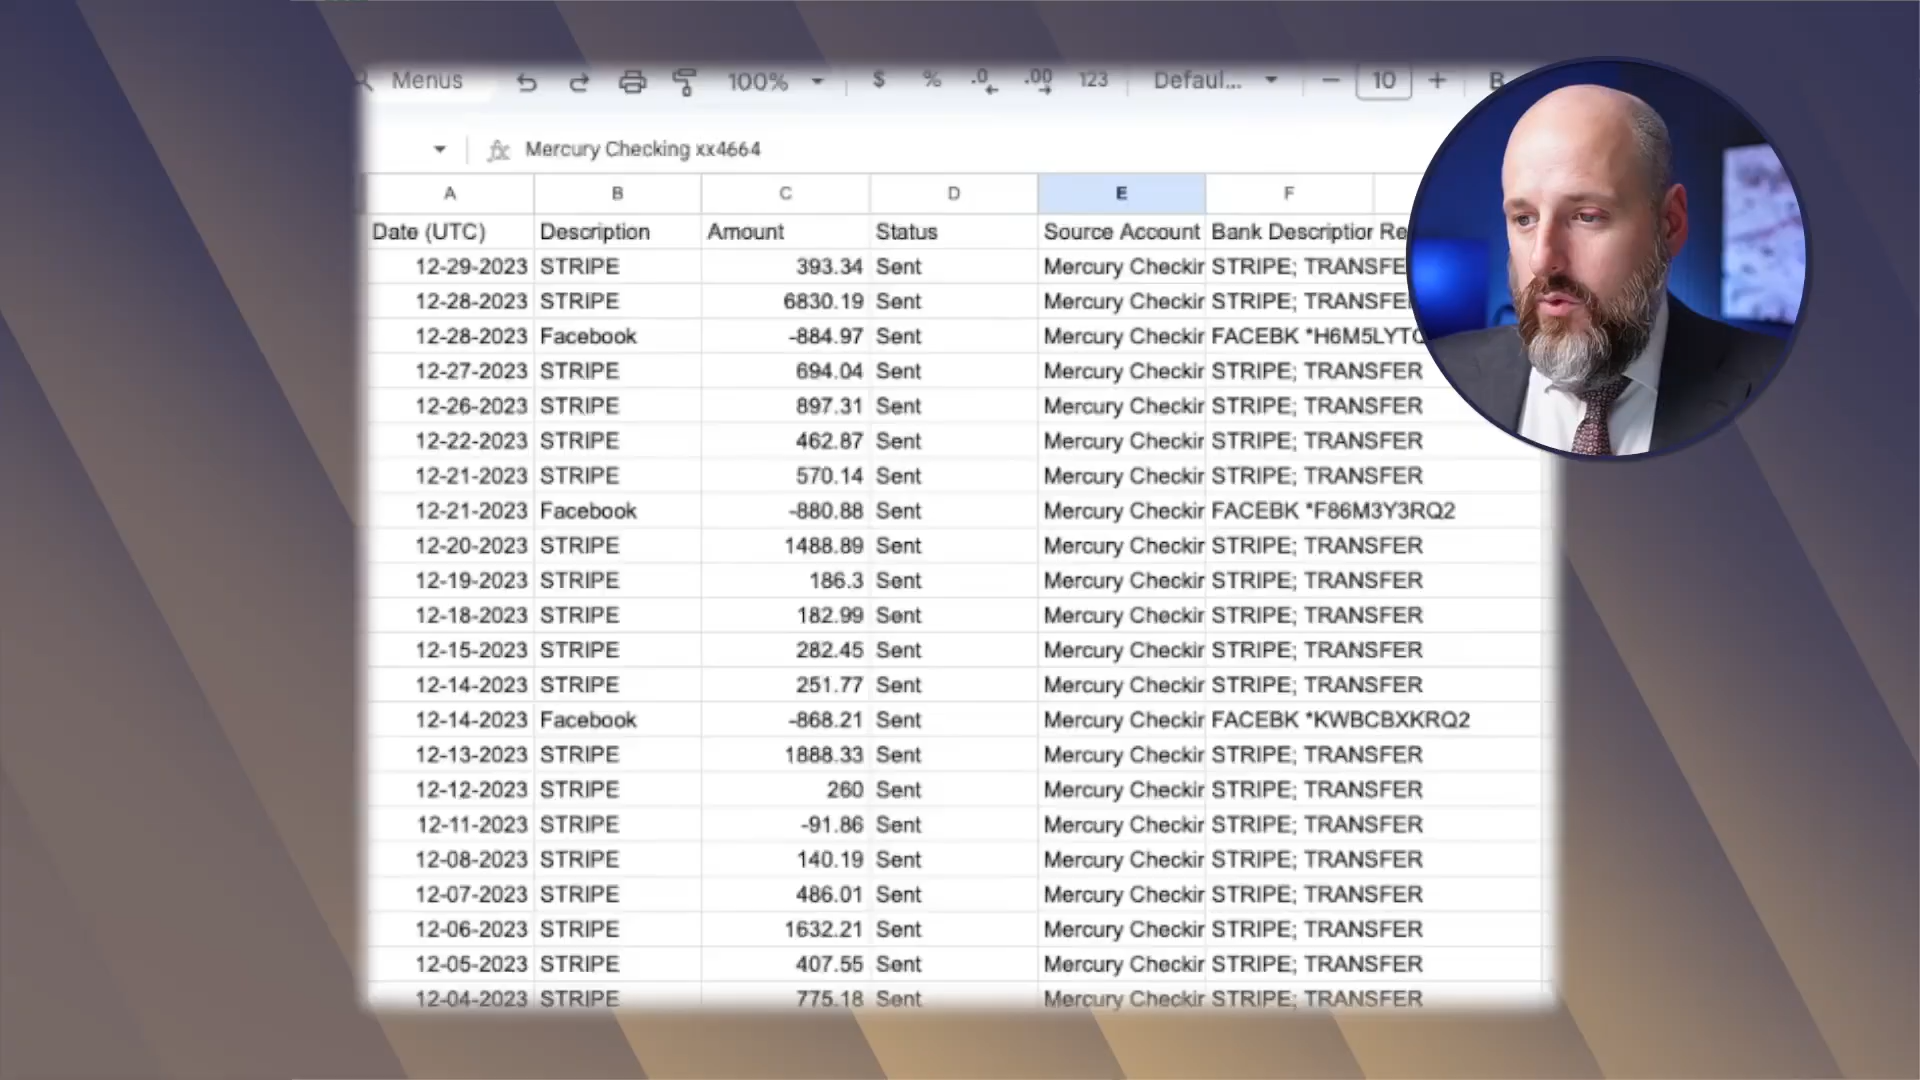 Menus 100% $ % .0 .00 123 Defaul... − 10 + B
fx Mercury Checking xx4664
A B C D E F
Date (UTC) Description Amount Status Source Account Bank Descriptior Re
12-29-2023 STRIPE 393.34 Sent Mercury Checkir STRIPE; TRANSFE
12-28-2023 STRIPE 6830.19 Sent Mercury Checkir STRIPE; TRANSFE
12-28-2023 Facebook -884.97 Sent Mercury Checkir FACEBK *H6M5LYTQ
12-27-2023 STRIPE 694.04 Sent Mercury Checkir STRIPE; TRANSFER
12-26-2023 STRIPE 897.31 Sent Mercury Checkir STRIPE; TRANSFER
12-22-2023 STRIPE 462.87 Sent Mercury Checkir STRIPE; TRANSFER
12-21-2023 STRIPE 570.14 Sent Mercury Checkir STRIPE; TRANSFER
12-21-2023 Facebook -880.88 Sent Mercury Checkir FACEBK *F86M3Y3RQ2
12-20-2023 STRIPE 1488.89 Sent Mercury Checkir STRIPE; TRANSFER
12-19-2023 STRIPE 186.3 Sent Mercury Checkir STRIPE; TRANSFER
12-18-2023 STRIPE 182.99 Sent Mercury Checkir STRIPE; TRANSFER
12-15-2023 STRIPE 282.45 Sent Mercury Checkir STRIPE; TRANSFER
12-14-2023 STRIPE 251.77 Sent Mercury Checkir STRIPE; TRANSFER
12-14-2023 Facebook -868.21 Sent Mercury Checkir FACEBK *KWBCBXKRQ2
12-13-2023 STRIPE 1888.33 Sent Mercury Checkir STRIPE; TRANSFER
12-12-2023 STRIPE 260 Sent Mercury Checkir STRIPE; TRANSFER
12-11-2023 STRIPE -91.86 Sent Mercury Checkir STRIPE; TRANSFER
12-08-2023 STRIPE 140.19 Sent Mercury Checkir STRIPE; TRANSFER
12-07-2023 STRIPE 486.01 Sent Mercury Checkir STRIPE; TRANSFER
12-06-2023 STRIPE 1632.21 Sent Mercury Checkir STRIPE; TRANSFER
12-05-2023 STRIPE 407.55 Sent Mercury Checkir STRIPE; TRANSFER
12-04-2023 STRIPE 775.18 Sent Mercury Checkir STRIPE; TRANSFER